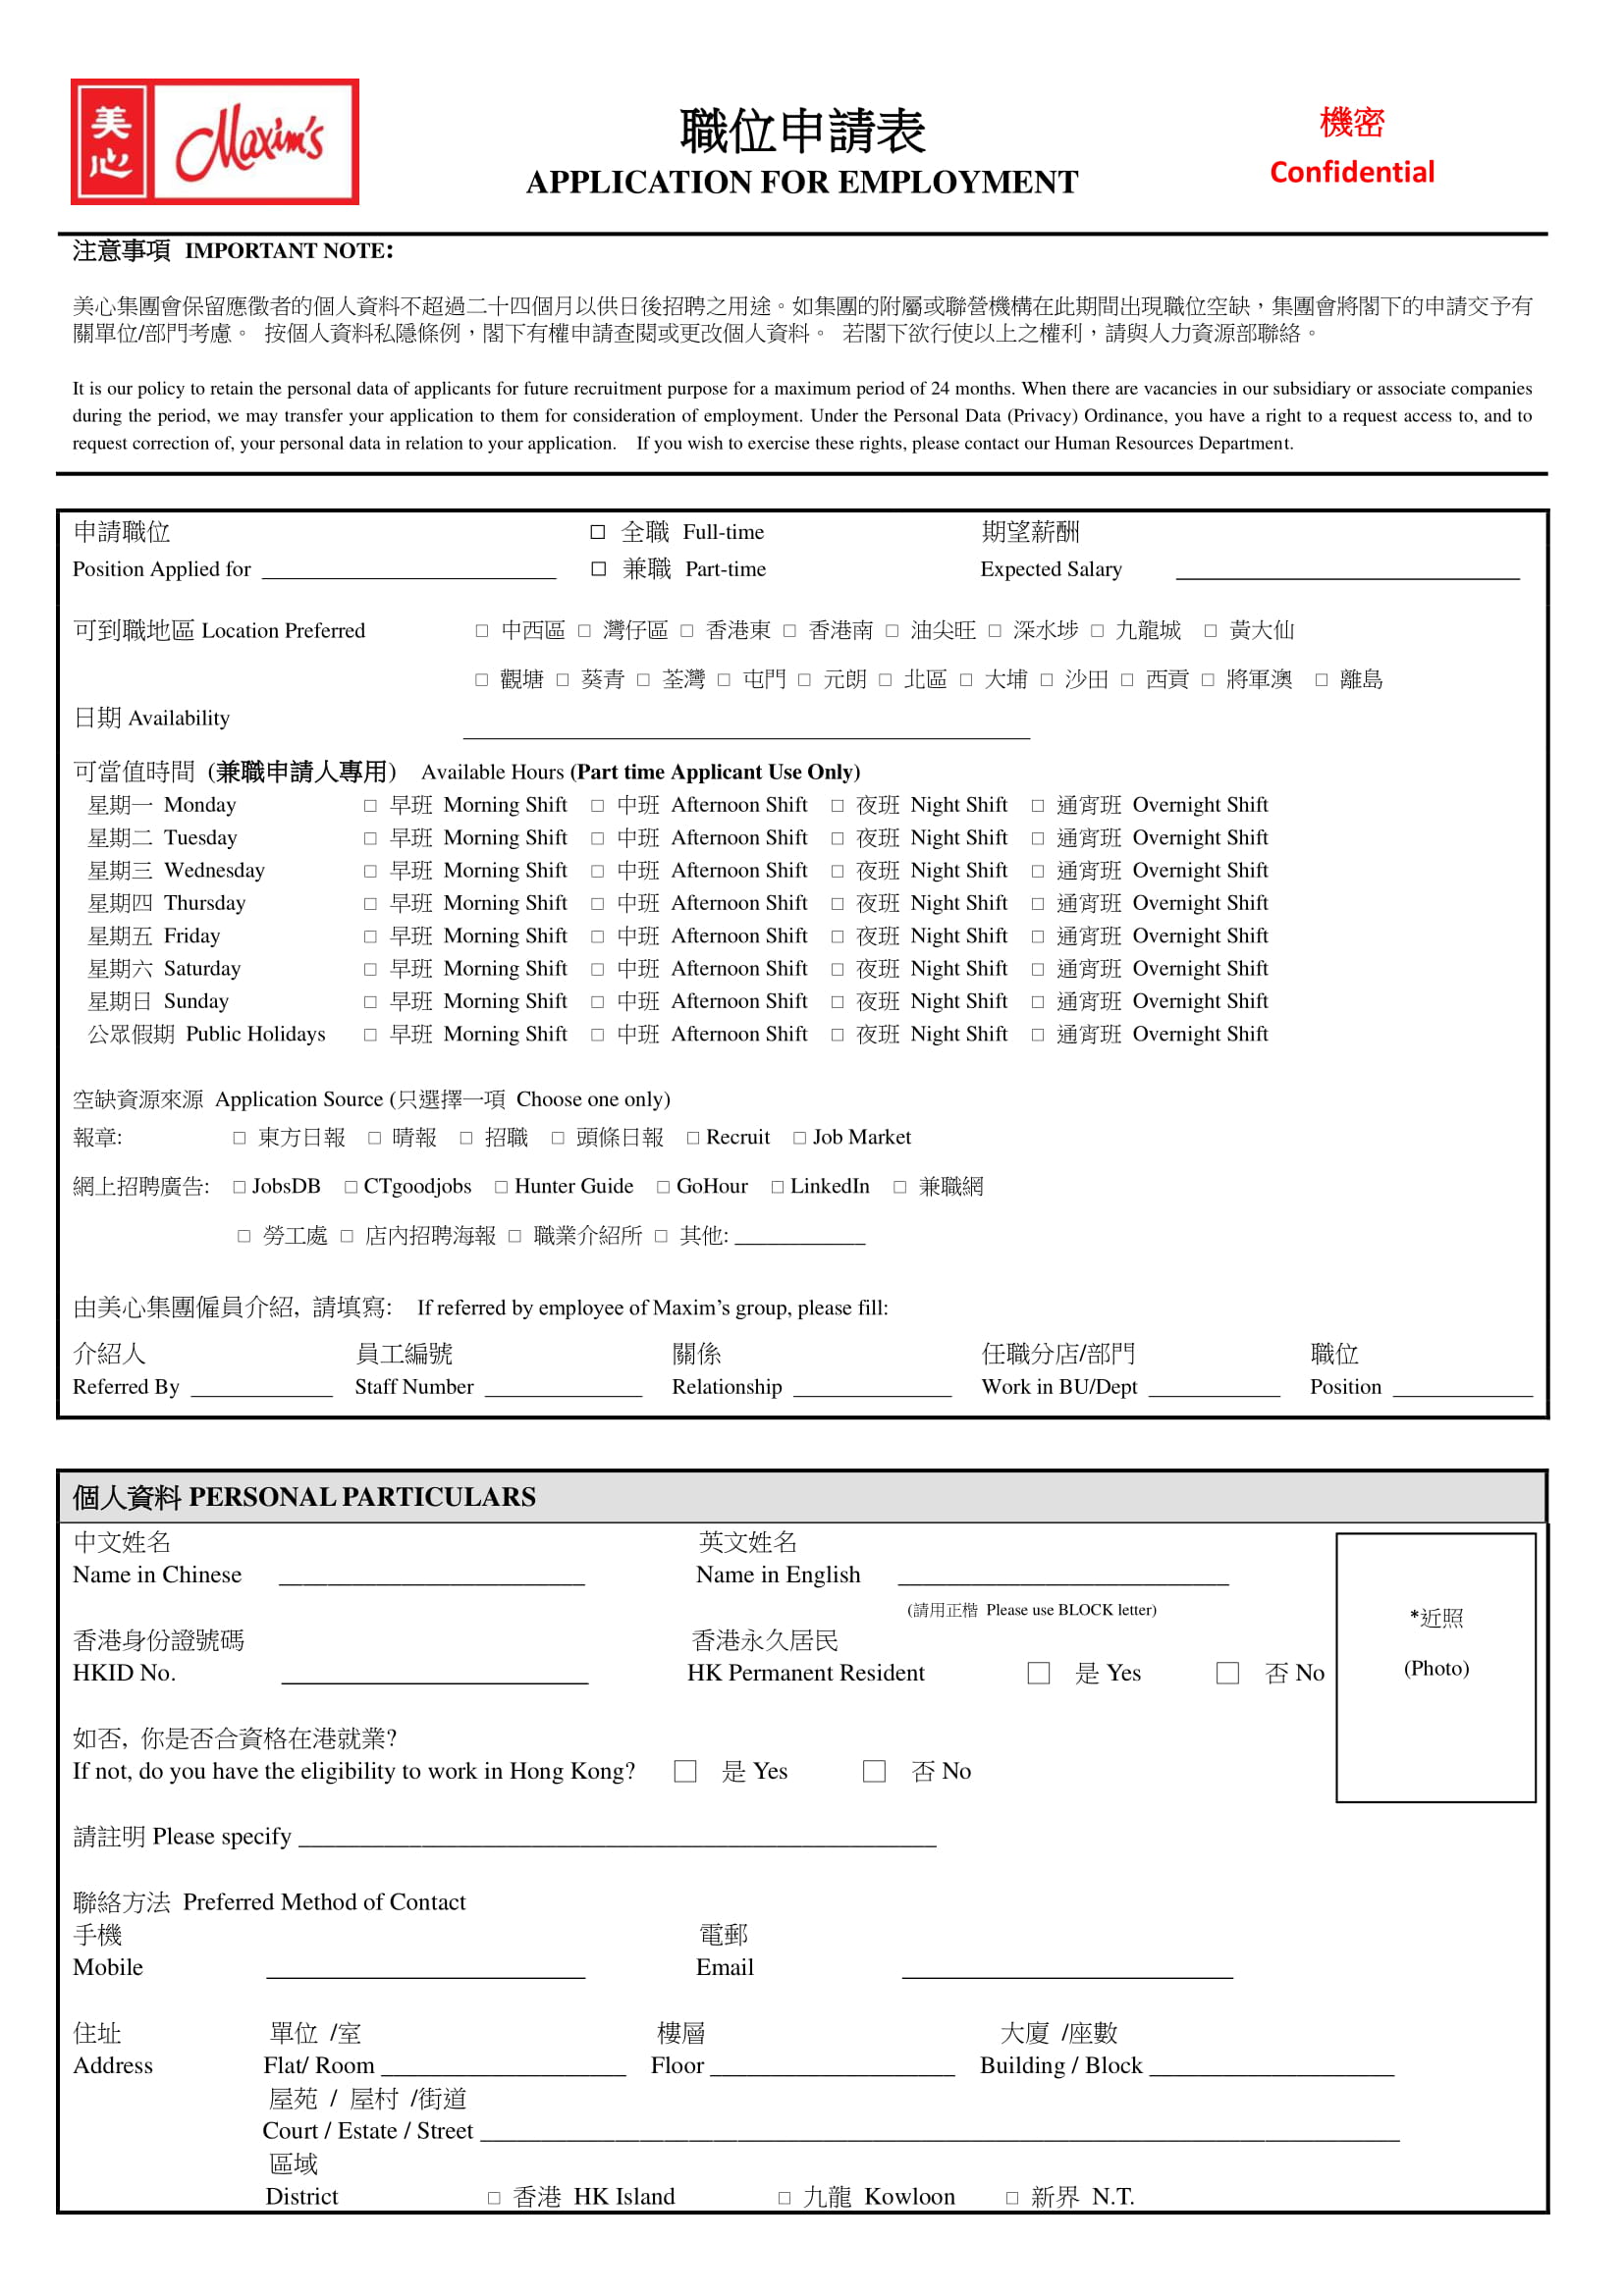 美心 Maxim's
職位申請表
APPLICATION FOR EMPLOYMENT
機密
Confidential
注意事項 IMPORTANT NOTE:
美心集團會保留應徵者的個人資料不超過二十四個月以供日後招聘之用途。如集團的附屬或聯營機構在此期間出現職位空缺，集團會將閣下的申請交予有
關單位/部門考慮。 按個人資料私隱條例，閣下有權申請查閱或更改個人資料。 若閣下欲行使以上之權利，請與人力資源部聯絡。
It is our policy to retain the personal data of applicants for future recruitment purpose for a maximum period of 24 months. When there are vacancies in our subsidiary or associate companies
during the period, we may transfer your application to them for consideration of employment. Under the Personal Data (Privacy) Ordinance, you have a right to a request access to, and to
request correction of, your personal data in relation to your application. If you wish to exercise these rights, please contact our Human Resources Department.
申請職位 □ 全職 Full-time 期望薪酬
Position Applied for ____________ □ 兼職 Part-time Expected Salary ____________
可到職地區 Location Preferred □ 中西區 □ 灣仔區 □ 香港東 □ 香港南 □ 油尖旺 □ 深水埗 □ 九龍城 □ 黃大仙
□ 觀塘 □ 葵青 □ 荃灣 □ 屯門 □ 元朗 □ 北區 □ 大埔 □ 沙田 □ 西貢 □ 將軍澳 □ 離島
日期 Availability ____________
可當值時間 (兼職申請人專用) Available Hours (Part time Applicant Use Only)
星期一 Monday □ 早班 Morning Shift □ 中班 Afternoon Shift □ 夜班 Night Shift □ 通宵班 Overnight Shift
星期二 Tuesday □ 早班 Morning Shift □ 中班 Afternoon Shift □ 夜班 Night Shift □ 通宵班 Overnight Shift
星期三 Wednesday □ 早班 Morning Shift □ 中班 Afternoon Shift □ 夜班 Night Shift □ 通宵班 Overnight Shift
星期四 Thursday □ 早班 Morning Shift □ 中班 Afternoon Shift □ 夜班 Night Shift □ 通宵班 Overnight Shift
星期五 Friday □ 早班 Morning Shift □ 中班 Afternoon Shift □ 夜班 Night Shift □ 通宵班 Overnight Shift
星期六 Saturday □ 早班 Morning Shift □ 中班 Afternoon Shift □ 夜班 Night Shift □ 通宵班 Overnight Shift
星期日 Sunday □ 早班 Morning Shift □ 中班 Afternoon Shift □ 夜班 Night Shift □ 通宵班 Overnight Shift
公眾假期 Public Holidays □ 早班 Morning Shift □ 中班 Afternoon Shift □ 夜班 Night Shift □ 通宵班 Overnight Shift
空缺資源來源 Application Source (只選擇一項 Choose one only)
報章: □ 東方日報 □ 晴報 □ 招職 □ 頭條日報 □ Recruit □ Job Market
網上招聘廣告: □ JobsDB □ CTgoodjobs □ Hunter Guide □ GoHour □ LinkedIn □ 兼職網
□ 勞工處 □ 店內招聘海報 □ 職業介紹所 □ 其他: ____________
由美心集團僱員介紹, 請填寫: If referred by employee of Maxim's group, please fill:
介紹人 員工編號 關係 任職分店/部門 職位
Referred By ____________ Staff Number ____________ Relationship ____________ Work in BU/Dept ____________ Position ____________
個人資料 PERSONAL PARTICULARS
中文姓名 英文姓名
Name in Chinese ____________ Name in English ____________
(請用正楷 Please use BLOCK letter)
*近照
(Photo)
香港身份證號碼 香港永久居民
HKID No. ____________ HK Permanent Resident □ 是 Yes □ 否 No
如否, 你是否合資格在港就業?
If not, do you have the eligibility to work in Hong Kong? □ 是 Yes □ 否 No
請註明 Please specify ____________
聯絡方法 Preferred Method of Contact
手機 電郵
Mobile ____________ Email ____________
住址 單位 /室 樓層 大廈 /座數
Address Flat/ Room ____________ Floor ____________ Building / Block ____________
屋苑 / 屋村 /街道
Court / Estate / Street ____________
區域
District □ 香港 HK Island □ 九龍 Kowloon □ 新界 N.T.